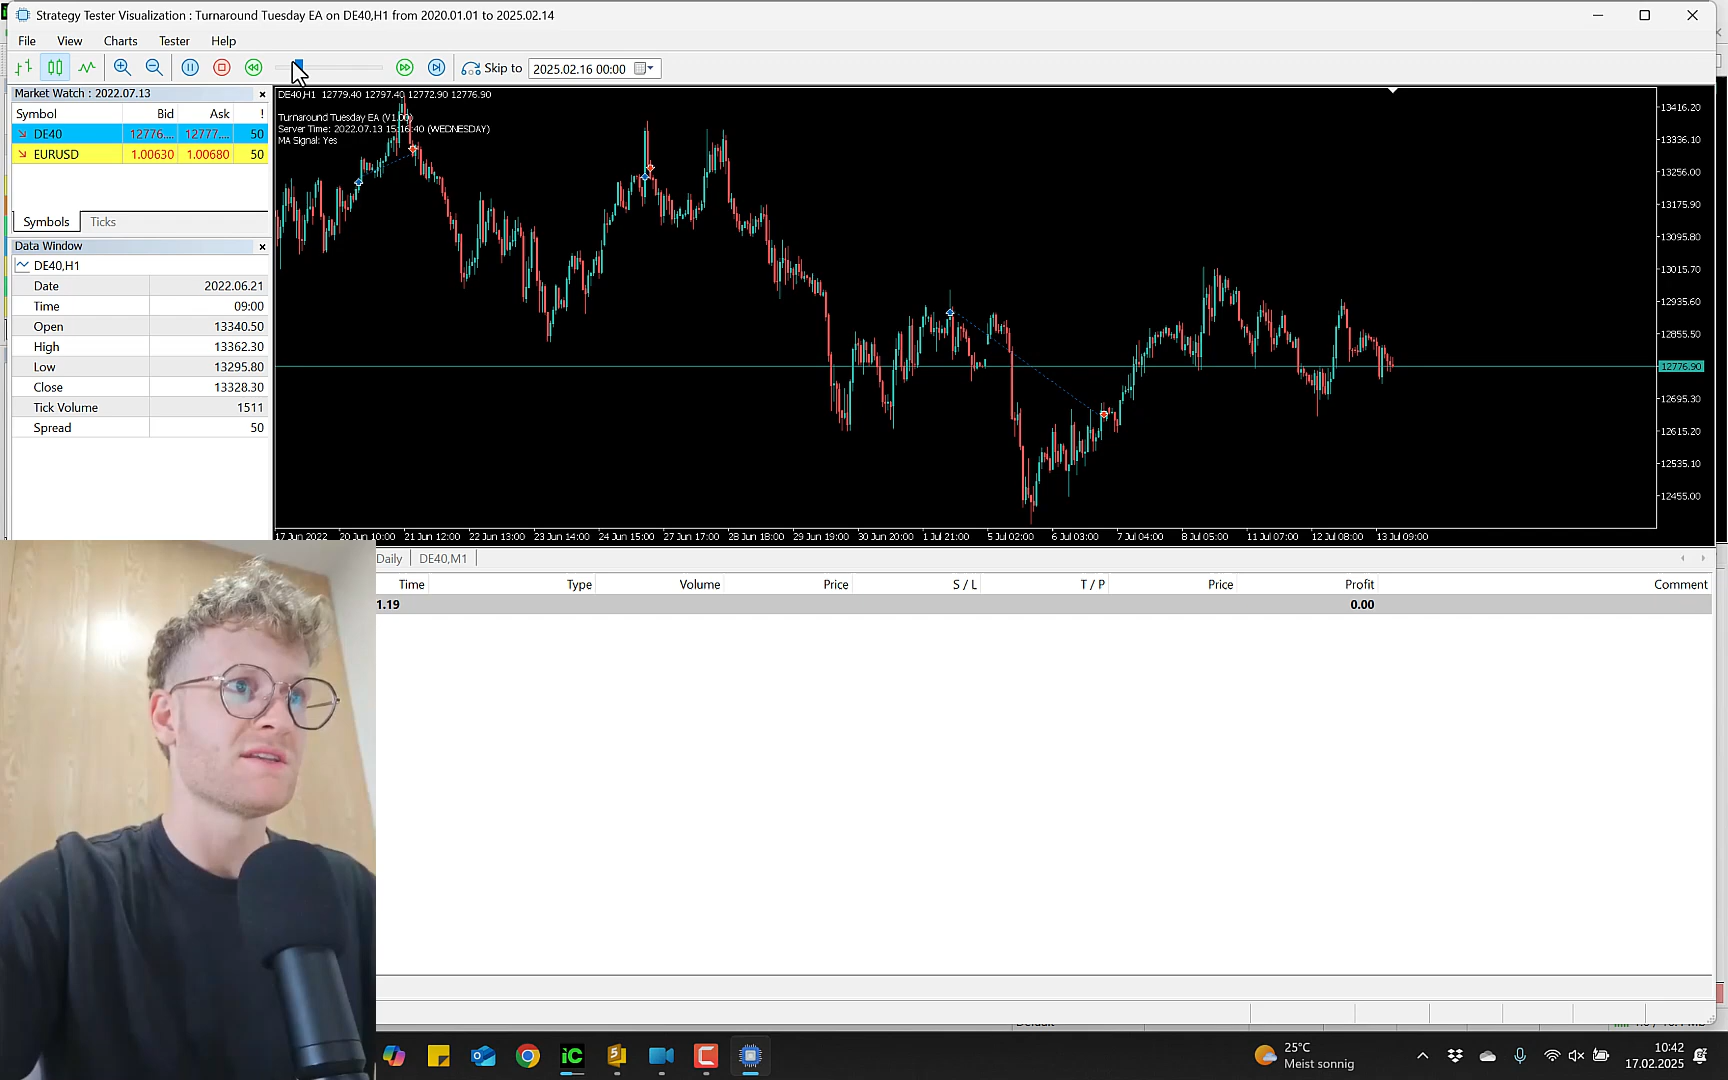 Strategy Tester Visualization : Turnaround Tuesday EA on DE40,H1 from 2020.01.01 to 2025.02.14
File View Charts Tester Help
Skip to 2025.02.16 00:00
Market Watch : 2022.07.13
Symbol Bid Ask !
DE40 12776.... 12777.... 50
EURUSD 1.00630 1.00680 50
Symbols Ticks
Data Window
DE40,H1
Date 2022.06.21
Time 09:00
Open 13340.50
High 13362.30
Low 13295.80
Close 13328.30
Tick Volume 1511
Spread 50
DE40,H1 12779.40 12797.40 12772.90 12776.90
Turnaround Tuesday EA (V1.00)
Server Time: 2022.07.13 15:16:40 (WEDNESDAY)
MA Signal: Yes
13416.20
13336.10
13256.00
13175.90
13095.80
13015.70
12935.60
12855.50
12776.90
12695.30
12615.20
12535.10
12455.00
17 Jun 2022 20 Jun 10:00 21 Jun 12:00 22 Jun 13:00 23 Jun 14:00 24 Jun 15:00 27 Jun 17:00 28 Jun 18:00 29 Jun 19:00 30 Jun 20:00 1 Jul 21:00 5 Jul 02:00 6 Jul 03:00 7 Jul 04:00 8 Jul 05:00 11 Jul 07:00 12 Jul 08:00 13 Jul 09:00
Daily DE40,M1
Time Type Volume Price S / L T / P Price Profit Comment
1.19 0.00
25°C
Meist sonnig
10:42
17.02.2025